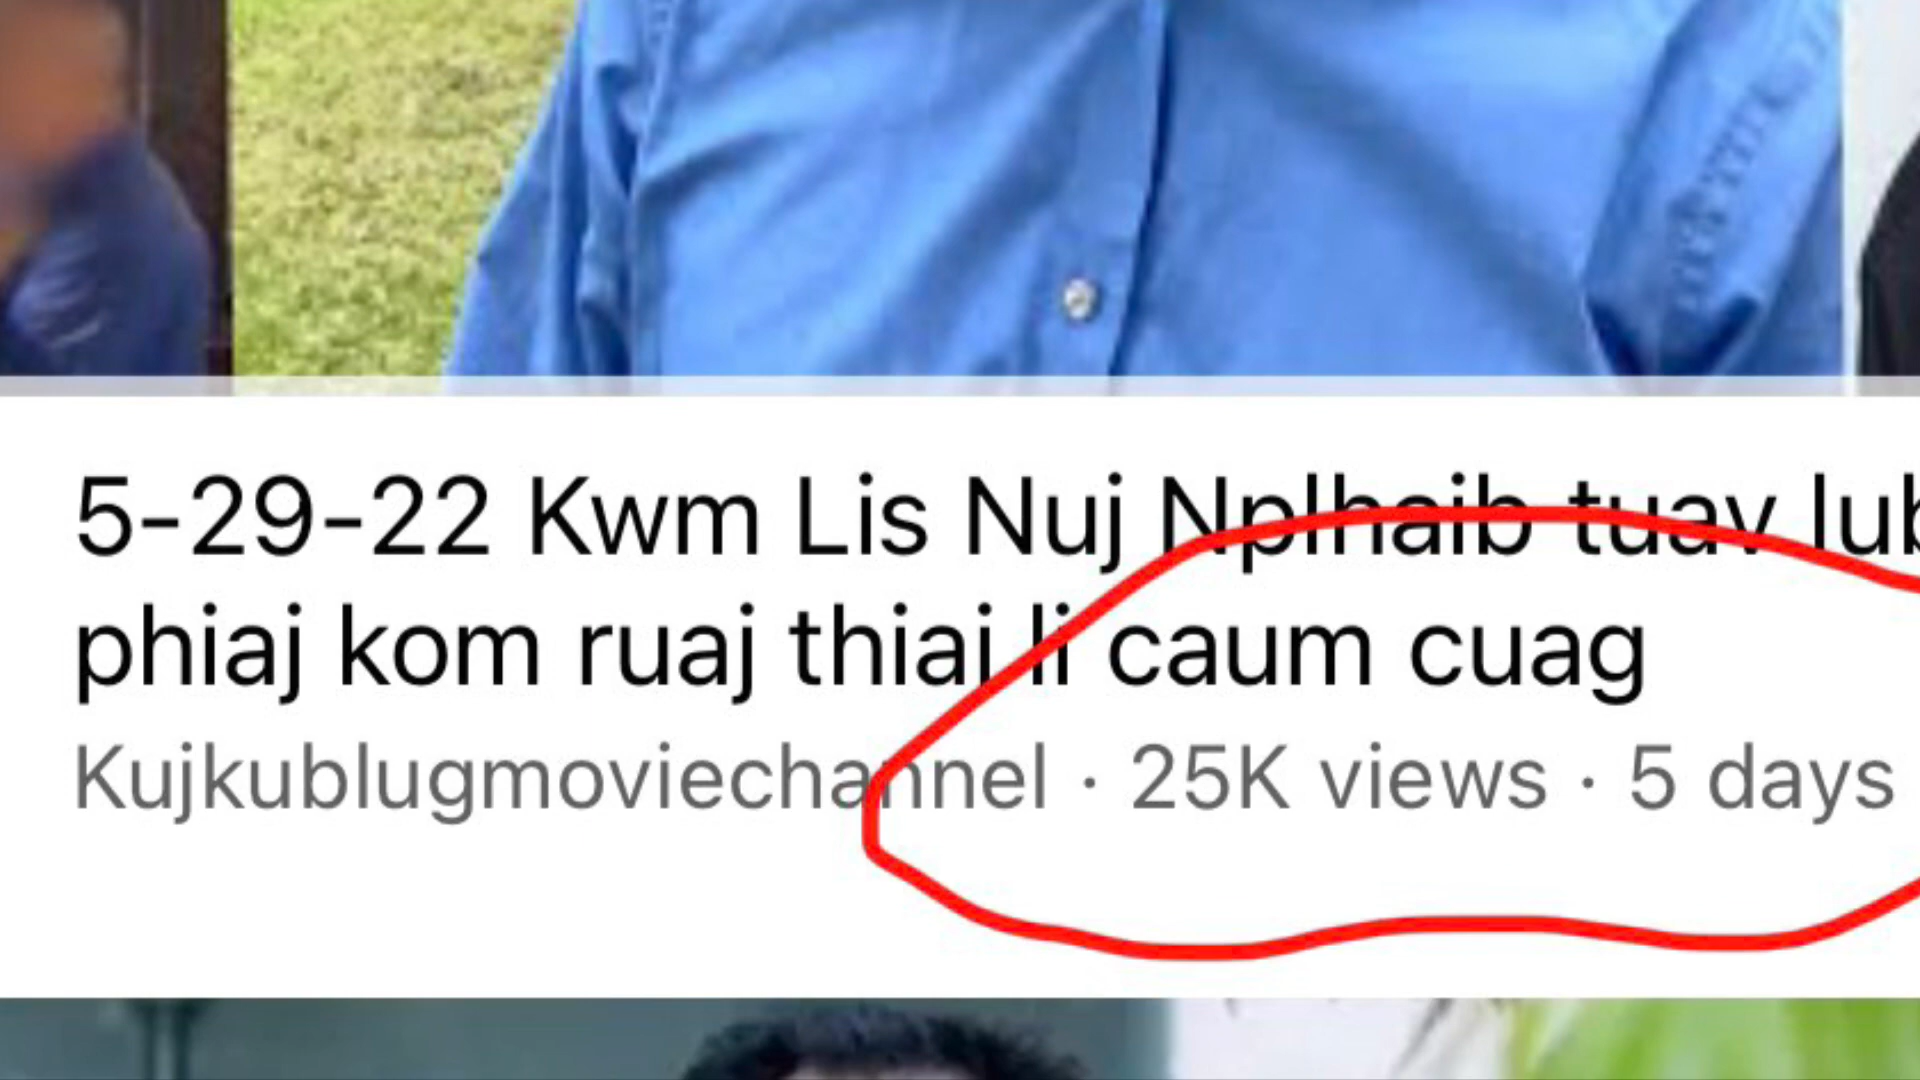 5-29-22 Kwm Lis Nuj Nplhaib tuav lub
phiaj kom ruaj thiaj li caum cuag
Kujkublugmoviechannel · 25K views · 5 days